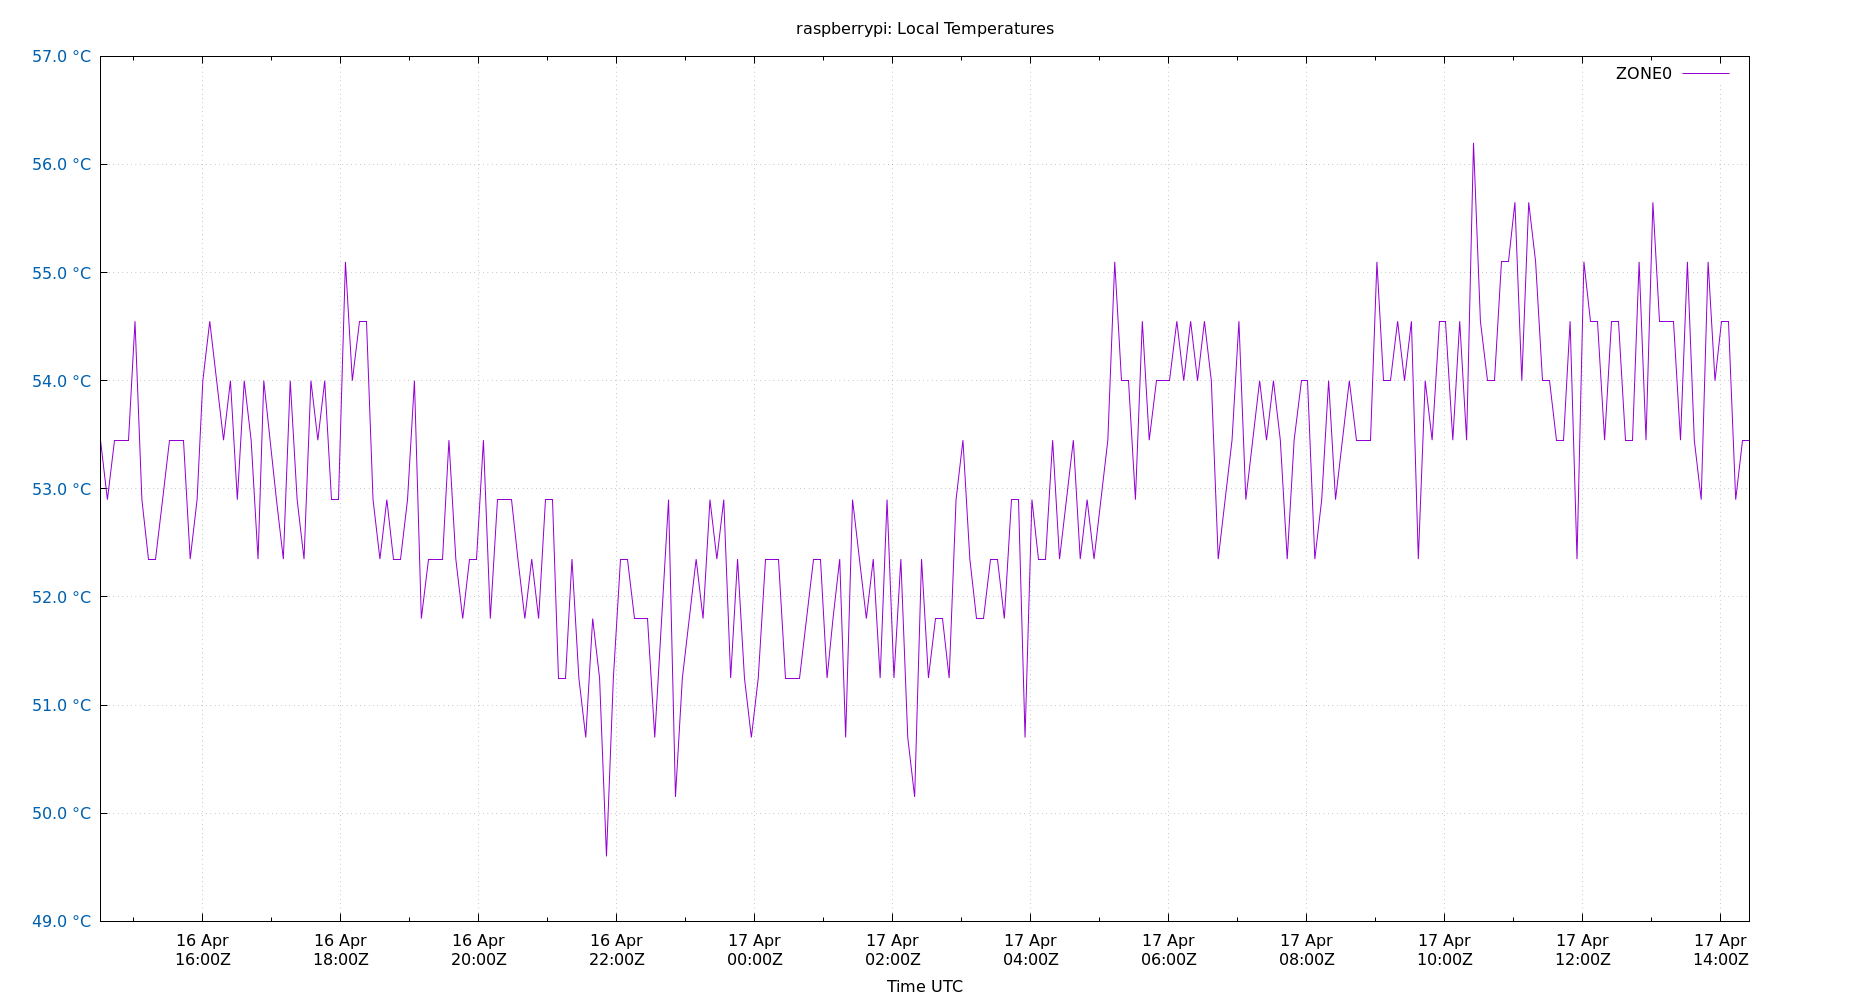 raspberrypi: Local Temperatures
57.0 °C
56.0 °C
55.0 °C
54.0 °C
53.0 °C
52.0 °C
51.0 °C
50.0 °C
49.0 °C
ZONE0
16 Apr 16 Apr 16 Apr 16 Apr 17 Apr 17 Apr 17 Apr 17 Apr 17 Apr 17 Apr 17 Apr 17 Apr
16:00Z 18:00Z 20:00Z 22:00Z 00:00Z 02:00Z 04:00Z 06:00Z 08:00Z 10:00Z 12:00Z 14:00Z
Time UTC